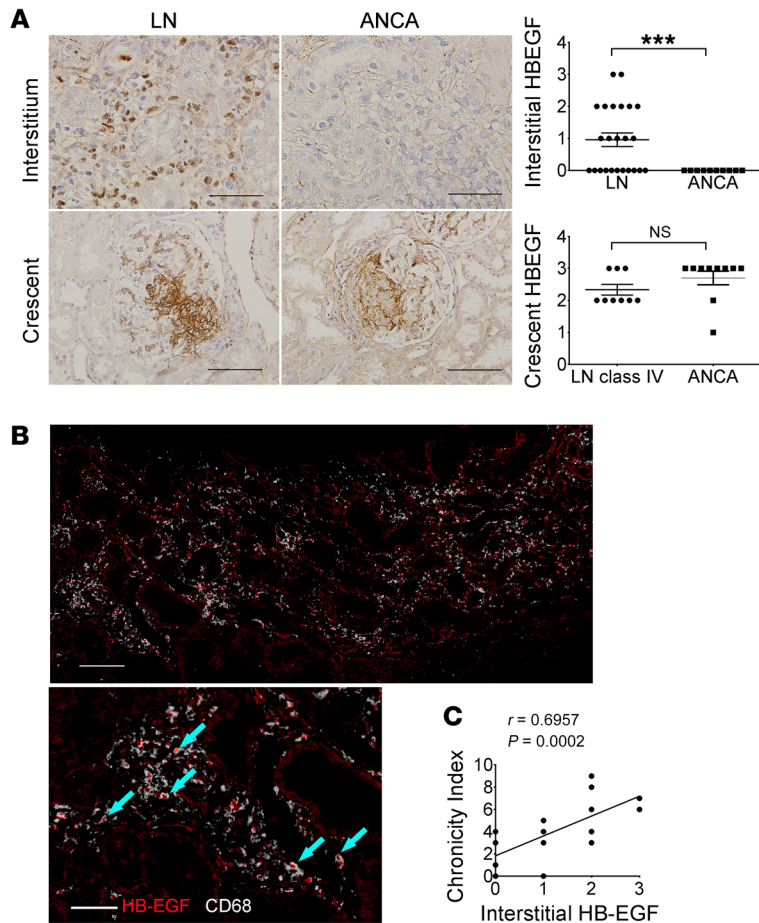 A
LN
ANCA
Interstitium
Crescent
Interstitial HBEGF
4
3
2
1
0
***
LN
ANCA
Crescent HBEGF
4
3
2
1
0
NS
LN class IV
ANCA
B
HB-EGF CD68
C
r = 0.6957
P = 0.0002
Chronicity Index
10
8
6
4
2
0
0
1
2
3
Interstitial HB-EGF